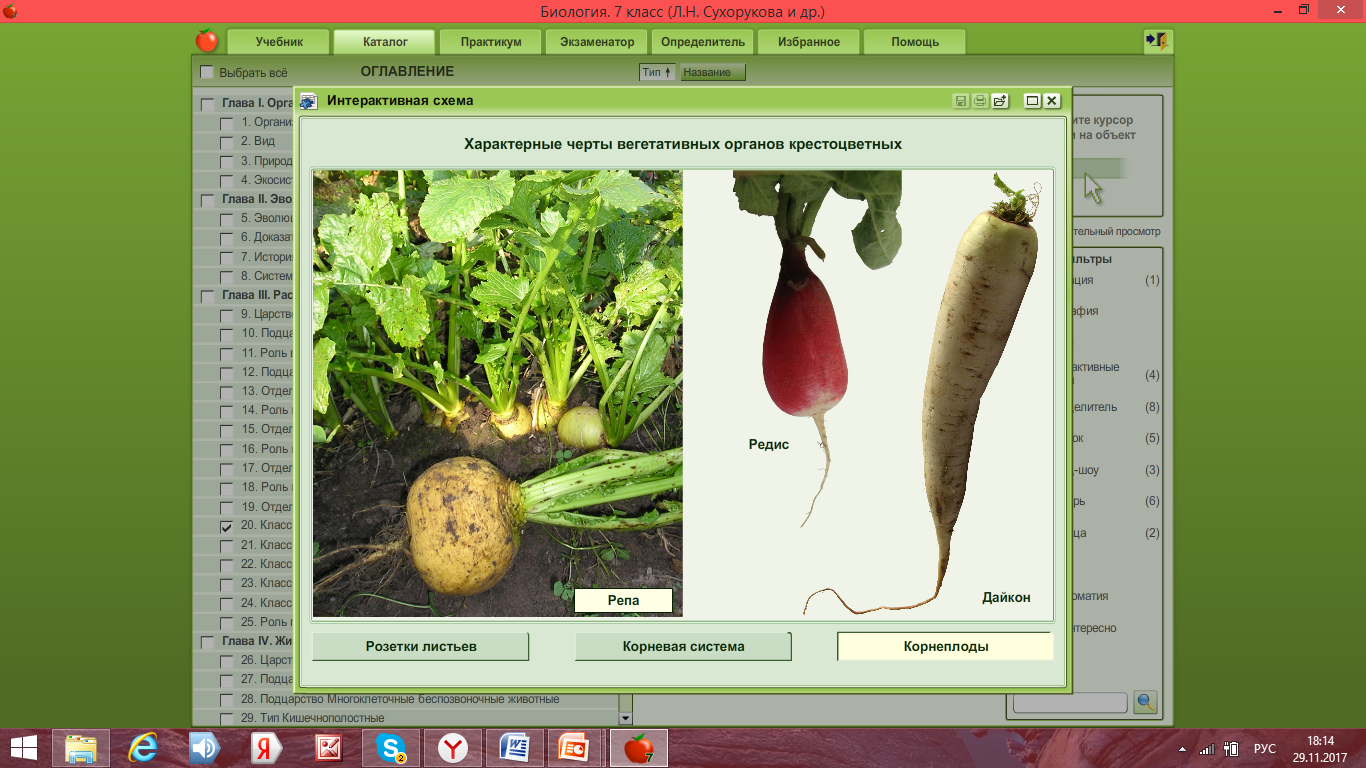 Биология. 7 класс (Л.Н. Сухорукова и др.)
Учебник
Каталог
Практикум
Экзаменатор
Определитель
Избранное
Помощь
Выбрать всё
ОГЛАВЛЕНИЕ
Тип
Название
Интерактивная схема
Характерные черты вегетативных органов крестоцветных
Редис
Дайкон
Репа
Розетки листьев
Корневая система
Корнеплоды
Глава I. Орга
1. Органи
2. Вид
3. Природ
4. Экосис
Глава II. Эво
5. Эволюц
6. Доказат
7. Истори
8. Систем
Глава III. Рас
9. Царство
10. Подца
11. Роль в
12. Подца
13. Отдел
14. Роль
15. Отдел
16. Роль
17. Отдел
18. Роль
19. Отдел
20. Класс
21. Класс
22. Класс
23. Класс
24. Класс
25. Роль
Глава IV. Жи
26. Царст
27. Подца
28. Подцарство Многоклеточные беспозвоночные животные
29. Тип Кишечнополостные
ите курсор
на объект
тельный просмотр
льтры
ция (1)
афия
активные
(4)
делитель (8)
ок (5)
-шоу (3)
рь (6)
ца (2)
оматия
нтересно
2
7
РУС
18:14
29.11.2017